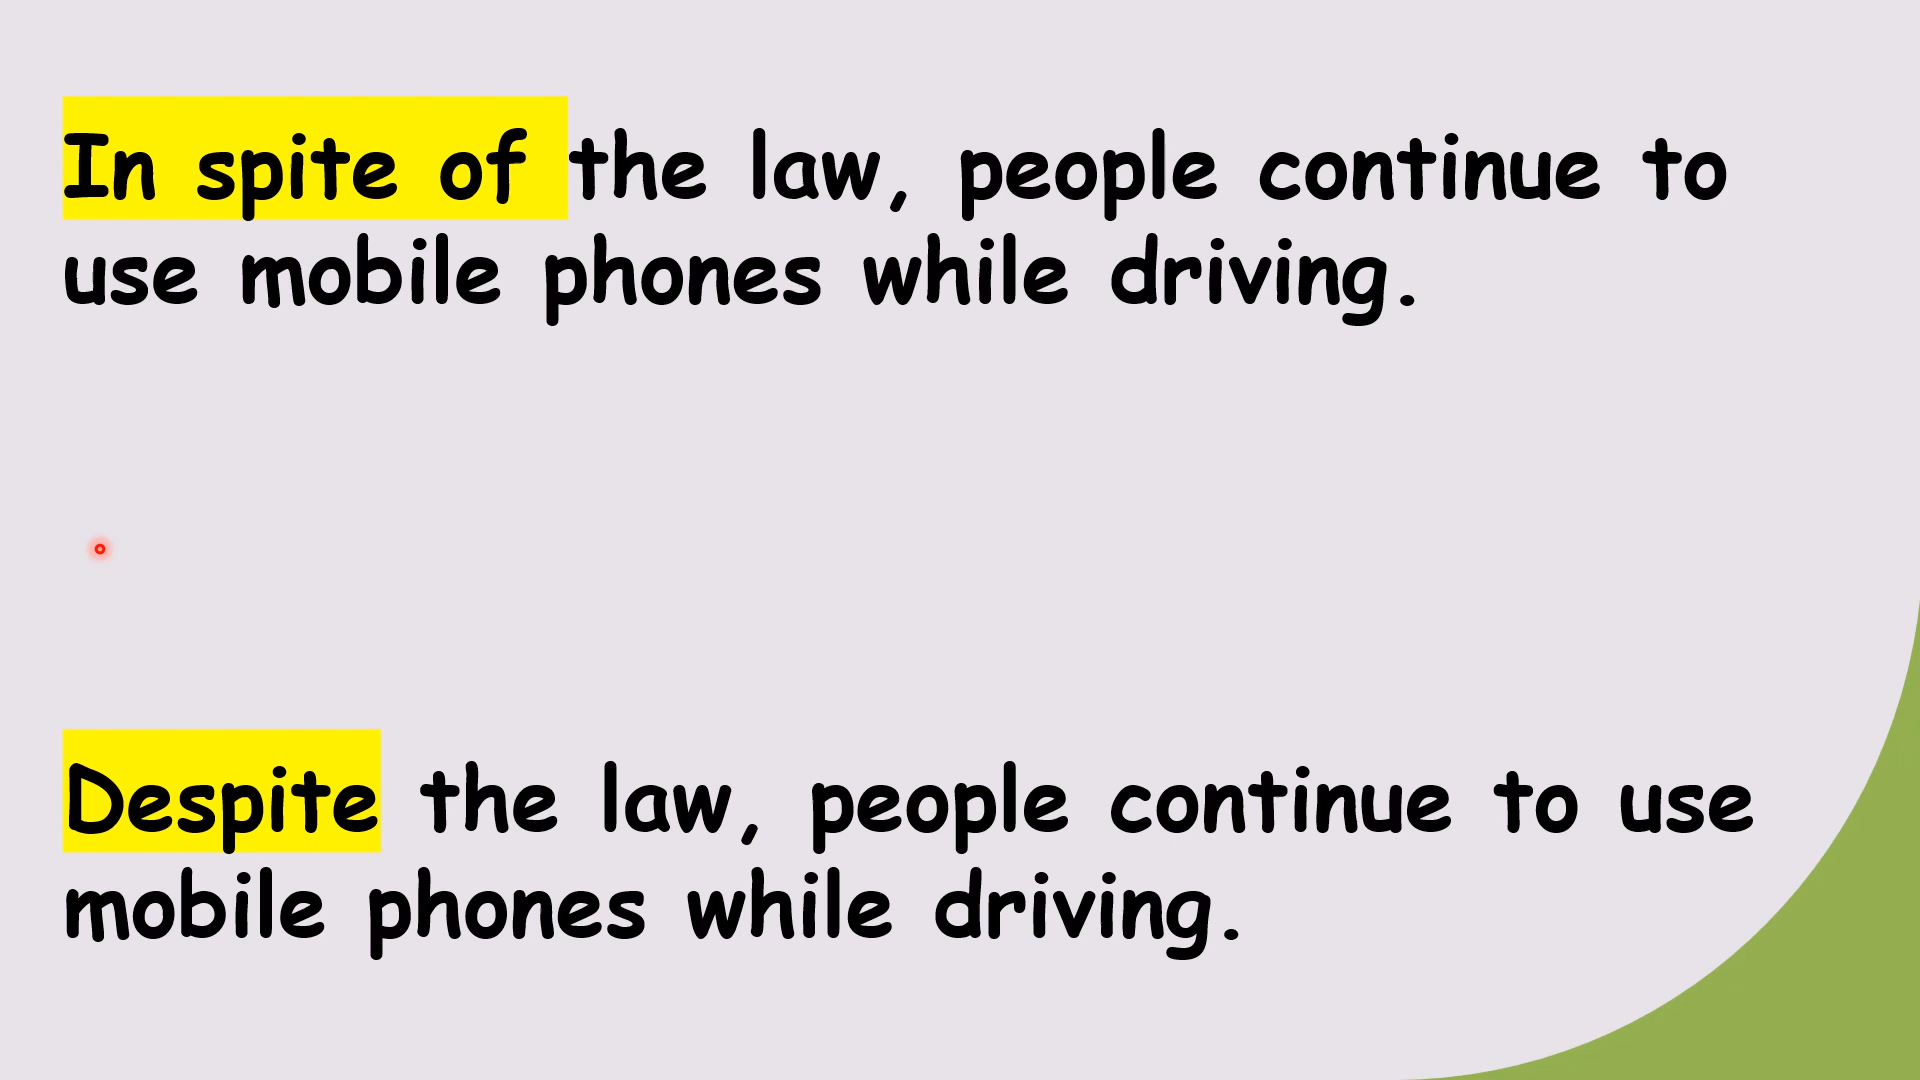 In spite of the law, people continue to
use mobile phones while driving.
Despite the law, people continue to use
mobile phones while driving.